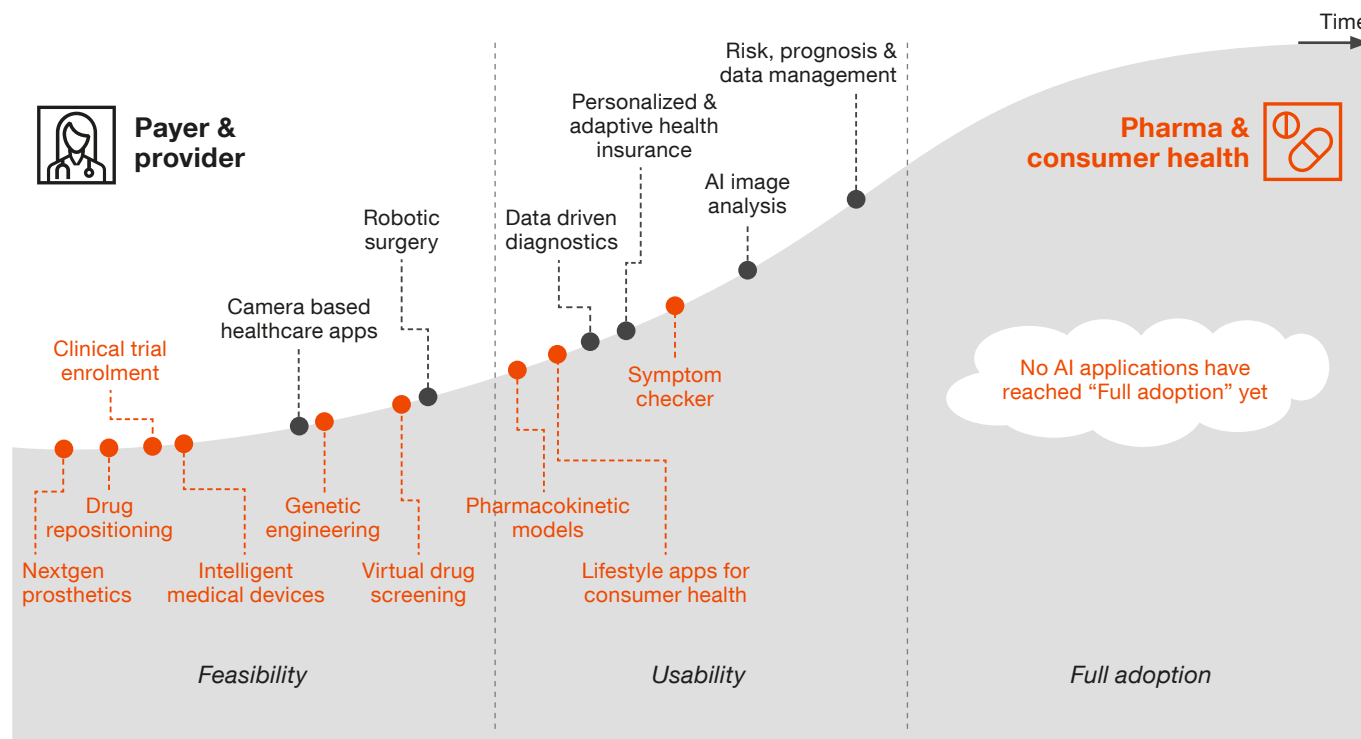 Time
Risk, prognosis &
data management
Payer &
provider
Personalized &
adaptive health
insurance
Pharma &
consumer health
AI image
analysis
Robotic
surgery
Data driven
diagnostics
Camera based
healthcare apps
Clinical trial
enrolment
Symptom
checker
No AI applications have
reached “Full adoption” yet
Drug
repositioning
Genetic
engineering
Pharmacokinetic
models
Nextgen
prosthetics
Intelligent
medical devices
Virtual drug
screening
Lifestyle apps for
consumer health
Feasibility
Usability
Full adoption